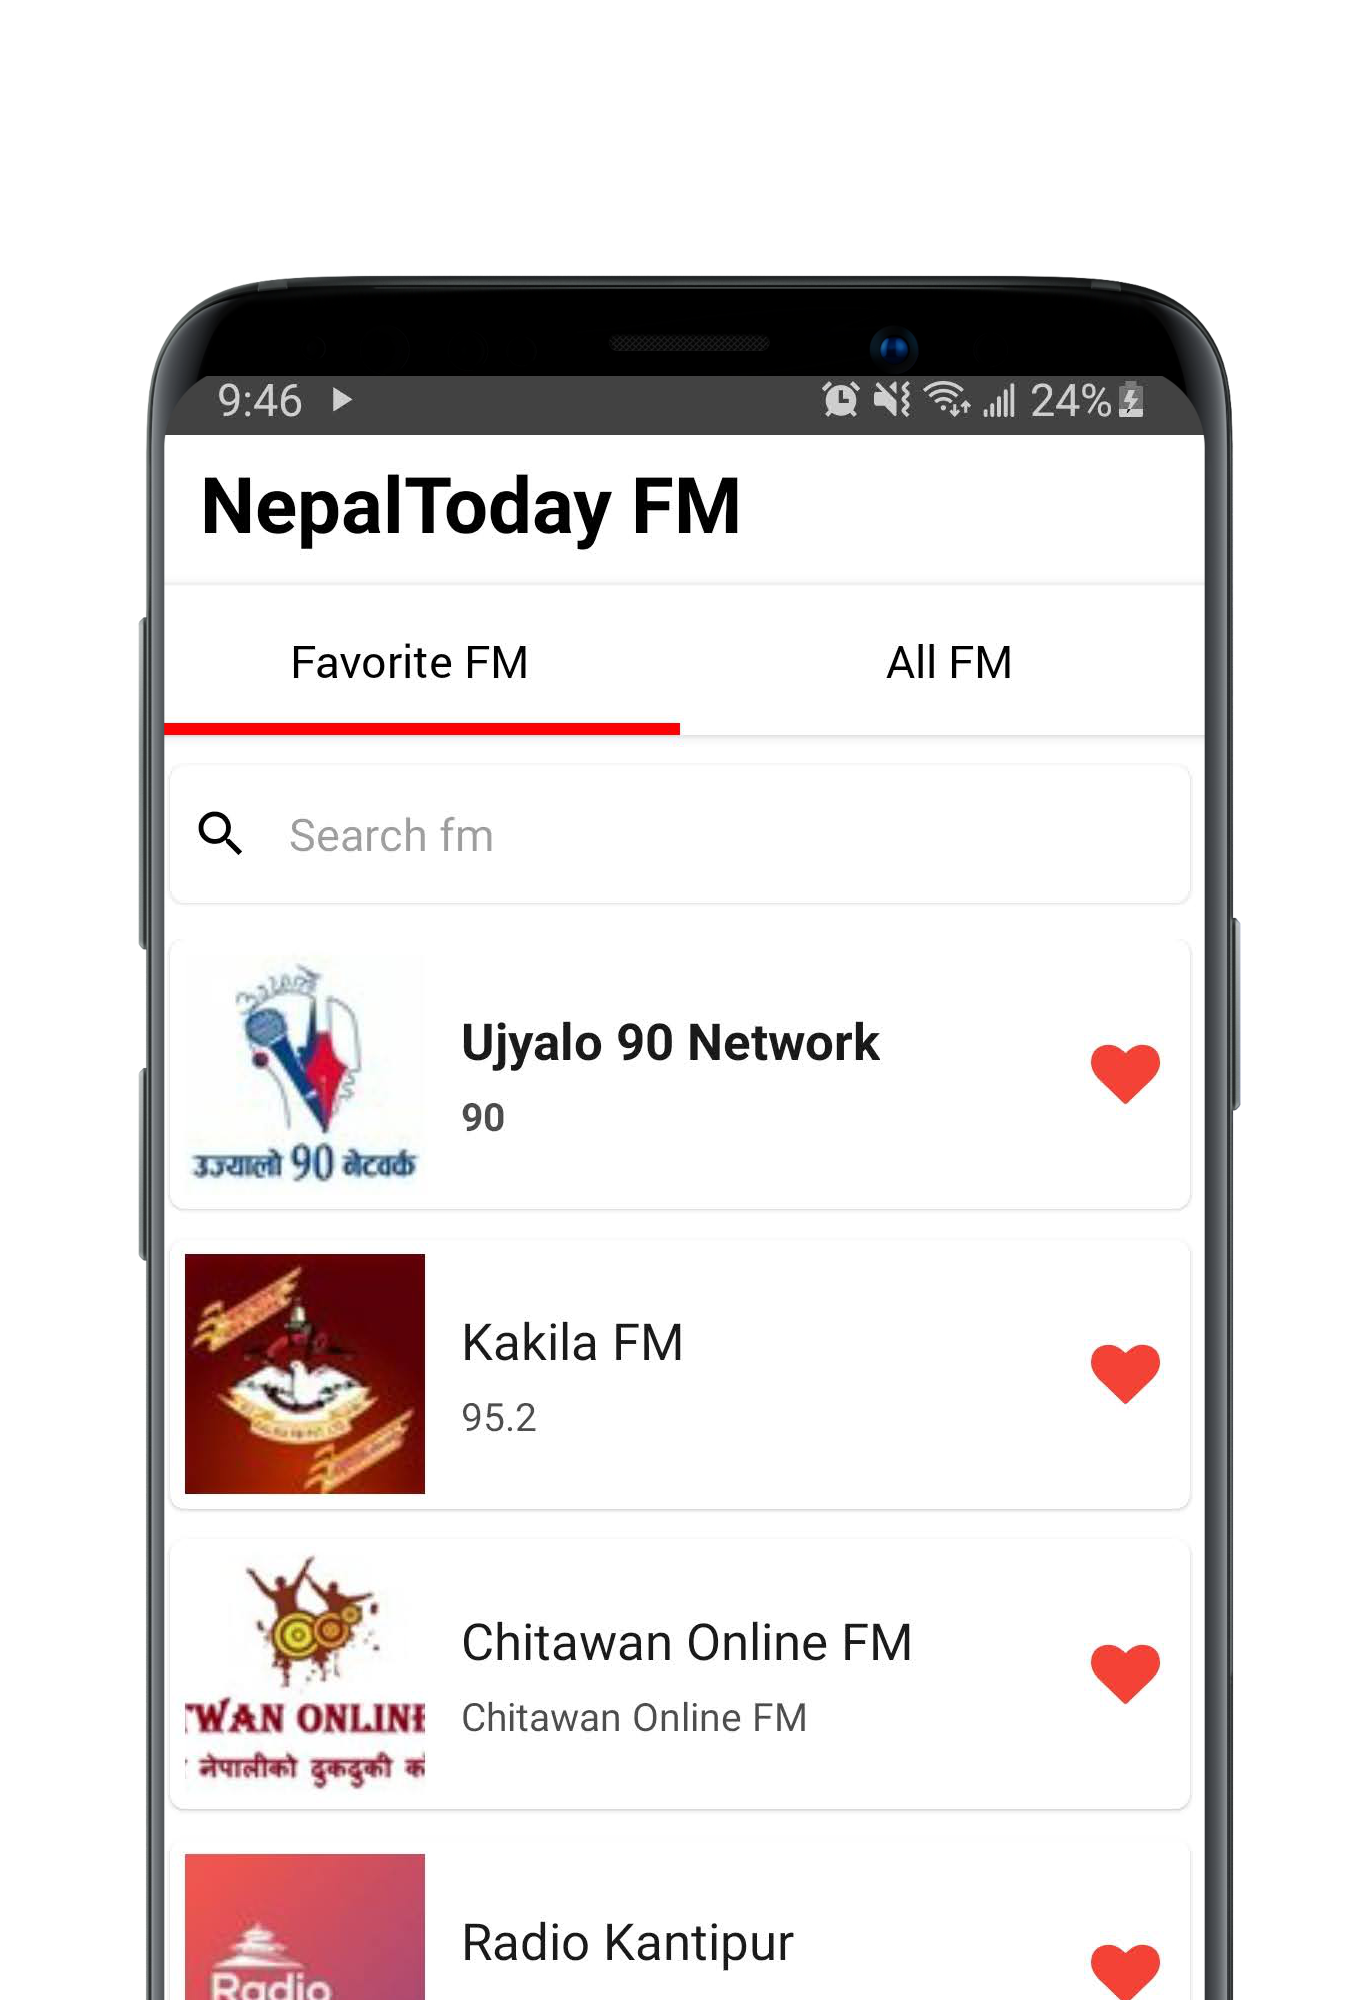 9:46
24%
NepalToday FM
Favorite FM
All FM
Search fm
उज्यालो
उज्यालो 90 नेटवर्क
Ujyalo 90 Network
90
Kakila FM
95.2
TWAN ONLINE
नेपालीको ढुकढुकी क
Chitawan Online FM
Chitawan Online FM
Radio
Radio Kantipur